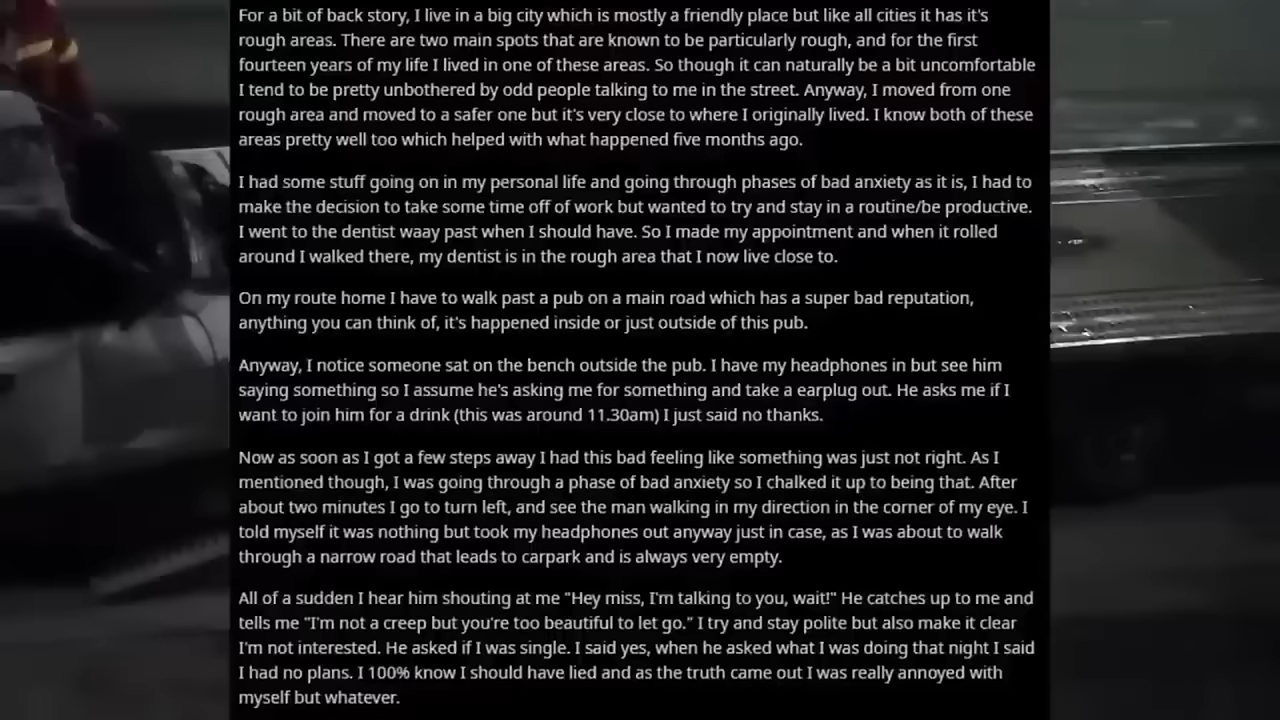 For a bit of back story, I live in a big city which is mostly a friendly place but like all cities it has it's
rough areas. There are two main spots that are known to be particularly rough, and for the first
fourteen years of my life I lived in one of these areas. So though it can naturally be a bit uncomfortable
I tend to be pretty unbothered by odd people talking to me in the street. Anyway, I moved from one
rough area and moved to a safer one but it's very close to where I originally lived. I know both of these
areas pretty well too which helped with what happened five months ago.
I had some stuff going on in my personal life and going through phases of bad anxiety as it is, I had to
make the decision to take some time off of work but wanted to try and stay in a routine/be productive.
I went to the dentist waay past when I should have. So I made my appointment and when it rolled
around I walked there, my dentist is in the rough area that I now live close to.
On my route home I have to walk past a pub on a main road which has a super bad reputation,
anything you can think of, it's happened inside or just outside of this pub.
Anyway, I notice someone sat on the bench outside the pub. I have my headphones in but see him
saying something so I assume he's asking me for something and take a earplug out. He asks me if I
want to join him for a drink (this was around 11.30am) I just said no thanks.
Now as soon as I got a few steps away I had this bad feeling like something was just not right. As I
mentioned though, I was going through a phase of bad anxiety so I chalked it up to being that. After
about two minutes I go to turn left, and see the man walking in my direction in the corner of my eye. I
told myself it was nothing but took my headphones out anyway just in case, as I was about to walk
through a narrow road that leads to carpark and is always very empty.
All of a sudden I hear him shouting at me "Hey miss, I'm talking to you, wait!" He catches up to me and
tells me "I'm not a creep but you're too beautiful to let go." I try and stay polite but also make it clear
I'm not interested. He asked if I was single. I said yes, when he asked what I was doing that night I said
I had no plans. I 100% know I should have lied and as the truth came out I was really annoyed with
myself but whatever.